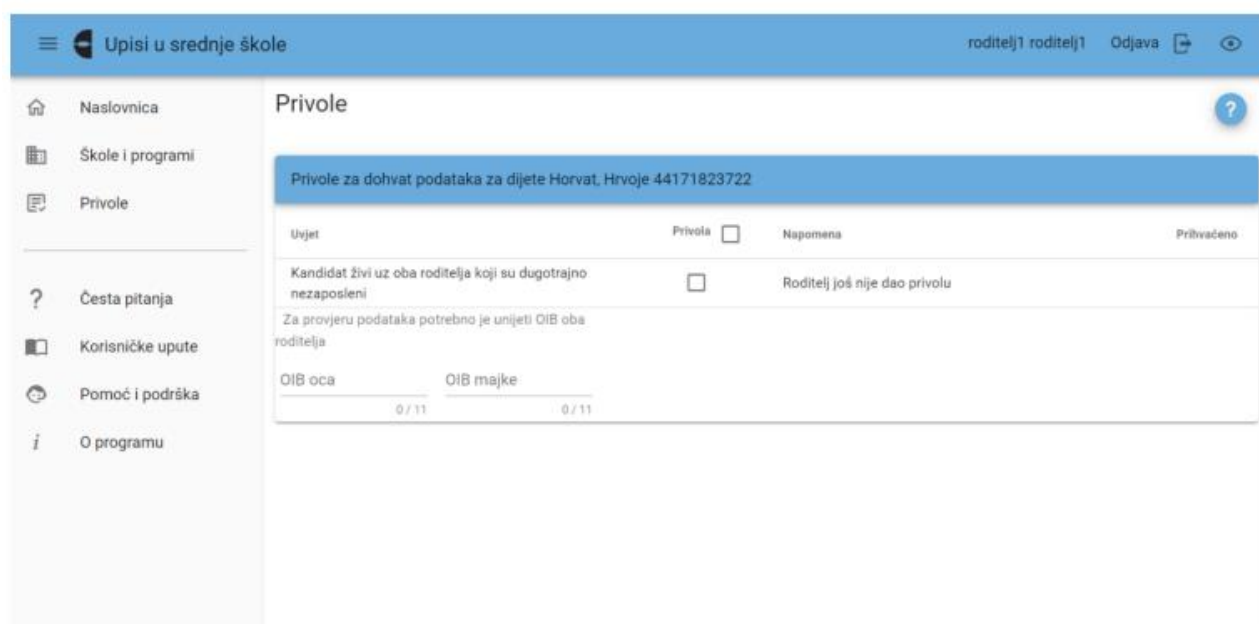 Upisi u srednje škole
roditelj1 roditelj1
Odjava
Naslovnica
Škole i programi
Privole
Česta pitanja
Korisničke upute
Pomoć i podrška
O programu
Privole
?
Privole za dohvat podataka za dijete Horvat, Hrvoje 44171823722
Uvjet
Privola
Napomena
Prihvaćeno
Kandidat živi uz oba roditelja koji su dugotrajno
nezaposleni
Roditelj još nije dao privolu
Za provjeru podataka potrebno je unijeti OIB oba
roditelja
OIB oca
OIB majke
0 / 11
0 / 11